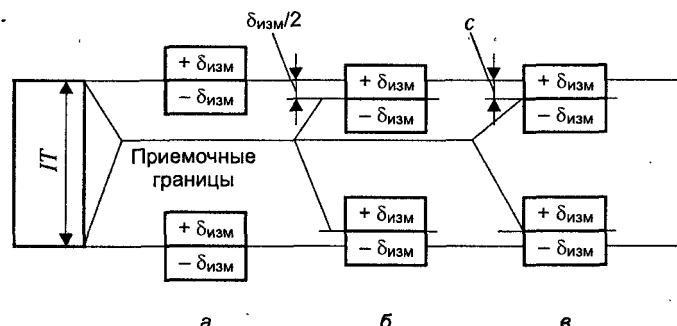 δизм/2
c
+ δизм
− δизм
+ δизм
− δизм
+ δизм
− δизм
IT
Приемочные
границы
+ δизм
− δизм
+ δизм
− δизм
+ δизм
− δизм
а
б
в